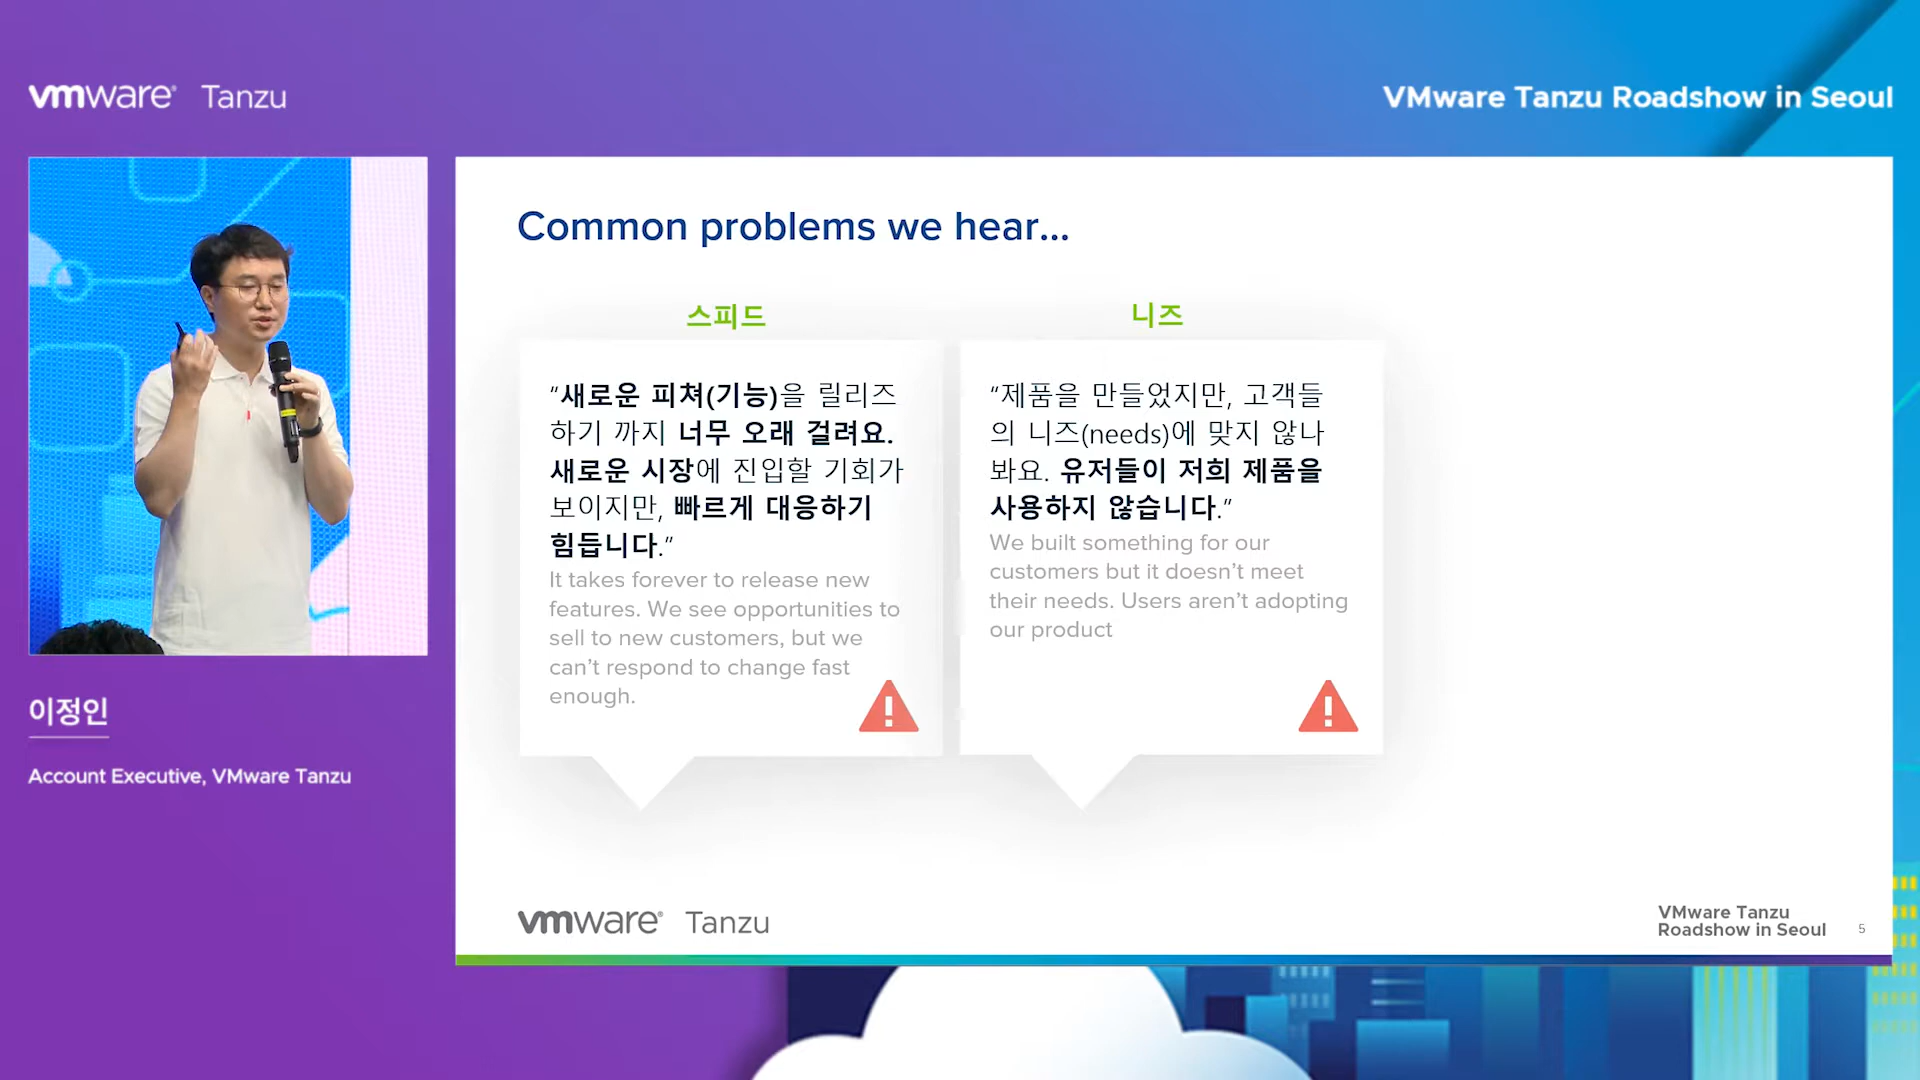 vmware® Tanzu
VMware Tanzu Roadshow in Seoul
Common problems we hear...
스피드
“새로운 피쳐(기능)을 릴리즈
하기 까지 너무 오래 걸려요.
새로운 시장에 진입할 기회가
보이지만, 빠르게 대응하기
힘듭니다.”
It takes forever to release new
features. We see opportunities to
sell to new customers, but we
can’t respond to change fast
enough.
니즈
“제품을 만들었지만, 고객들
의 니즈(needs)에 맞지 않나
봐요. 유저들이 저희 제품을
사용하지 않습니다.”
We built something for our
customers but it doesn’t meet
their needs. Users aren’t adopting
our product
이정인
Account Executive, VMware Tanzu
vmware® Tanzu
VMware Tanzu
Roadshow in Seoul
5